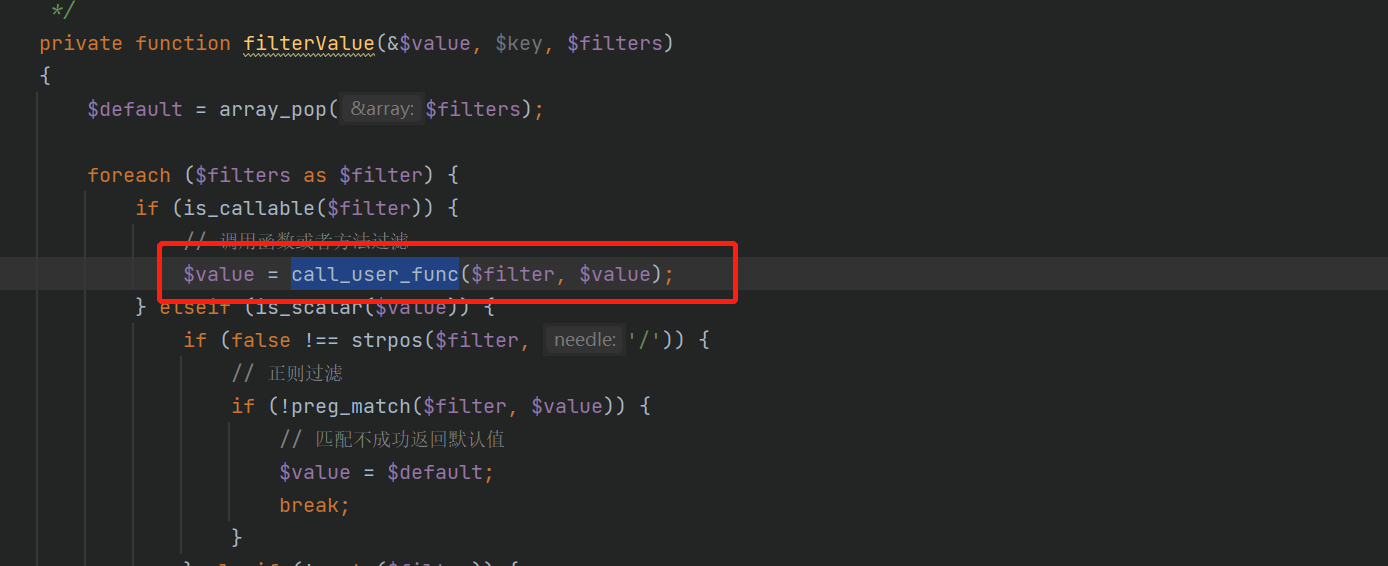 */
private function filterValue(&$value, $key, $filters)
{
$default = array_pop( &array: $filters);
foreach ($filters as $filter) {
if (is_callable($filter)) {
// 调用函数或者方法过滤
$value = call_user_func($filter, $value);
} elseif (is_scalar($value)) {
if (false !== strpos($filter, needle: '/')) {
// 正则过滤
if (!preg_match($filter, $value)) {
// 匹配不成功返回默认值
$value = $default;
break;
}